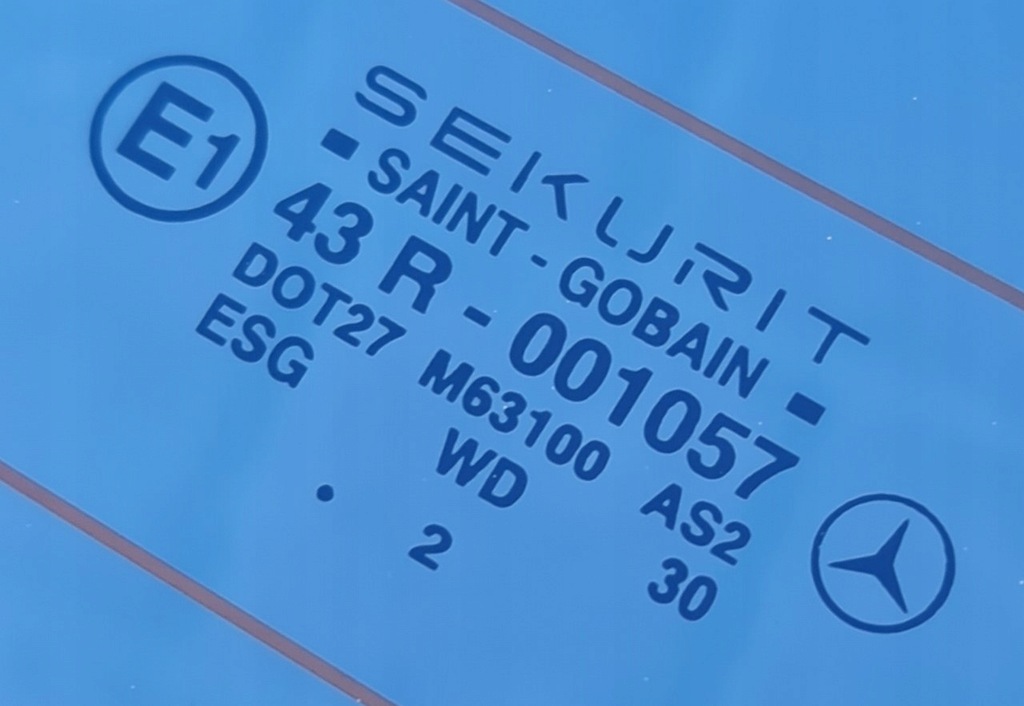 E1
SEKURIT
SAINT-GOBAIN
43 R - 001057
DOT27 M63100 AS2
ESG WD 30
. 2